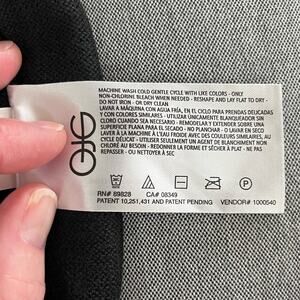 MACHINE WASH COLD GENTLE CYCLE WITH LIKE COLORS - ONLY
NON-CHLORINE BLEACH WHEN NEEDED - RESHAPE AND LAY FLAT TO DRY -
DO NOT IRON - OR DRY CLEAN
LAVAR A MÁQUINA CON AGUA FRÍA, EN EL CICLO PARA PRENDAS DELICADAS
Y CON COLORES SIMILARES - UTILIZAR ÚNICAMENTE BLANQUEADOR SIN
CLORO CUANDO SEA NECESARIO - REMODELAR Y EXTENDER SOBRE UNA
SUPERFICIE PLANA PARA EL SECADO - NO PLANCHAR - O LAVAR EN SECO
LAVER À LA MACHINE À L'EAU FROIDE AVEC DES COULEURS SIMILAIRES, AU
CYCLE DÉLICAT - UTILISER SEULEMENT UN AGENT DE BLANCHIMENT NON
CHLORE AU BESOIN - REDONNER LA FORME ET SÉCHER À PLAT - NE PAS
REPASSER - OU NETTOYER À SEC
P
RN# 89828 CA# 08349
PATENT 10,251,431 AND PATENT PENDING VENDOR# 1000540